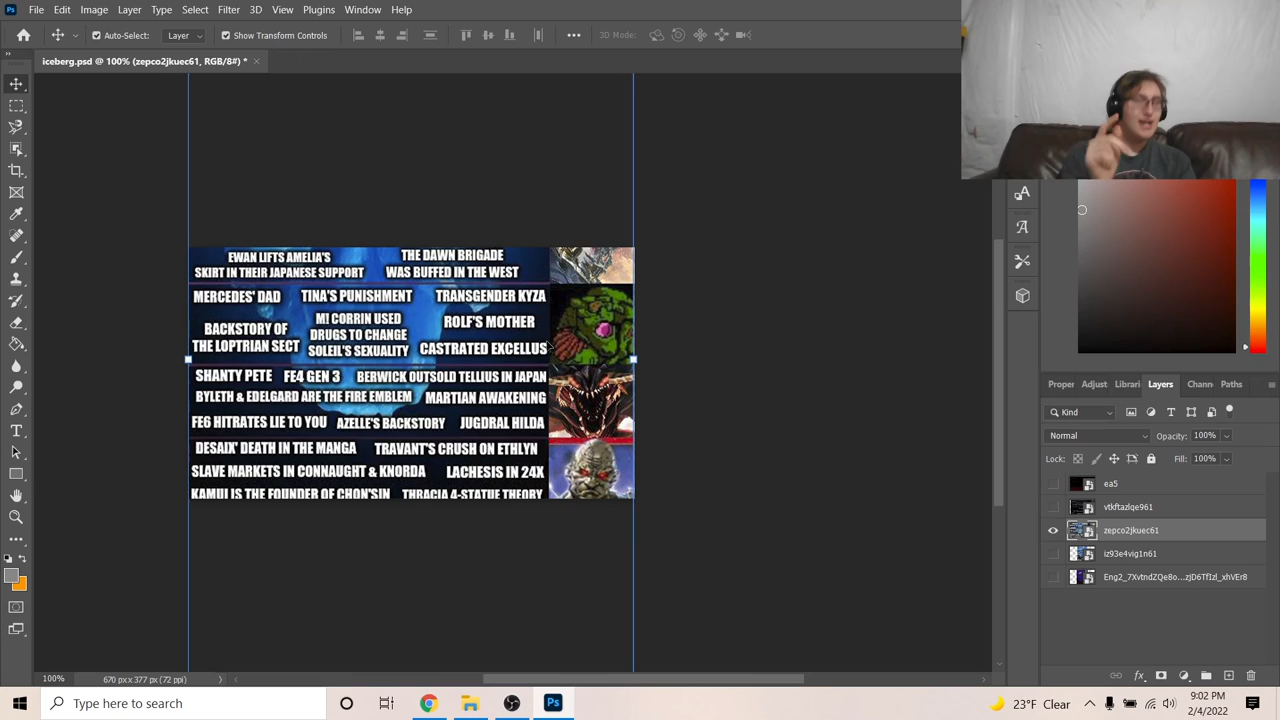 File Edit Image Layer Type Select Filter 3D View Plugins Window Help
Auto-Select: Layer Show Transform Controls 3D Mode:
iceberg.psd @ 100% (zepco2jkuec61, RGB/8#) *
EWAN LIFTS AMELIA'S
SKIRT IN THEIR JAPANESE SUPPORT
THE DAWN BRIGADE
WAS BUFFED IN THE WEST
MERCEDES' DAD TINA'S PUNISHMENT TRANSGENDER KYZA
BACKSTORY OF
THE LOPTRIAN SECT
M! CORRIN USED
DRUGS TO CHANGE
SOLEIL'S SEXUALITY
ROLF'S MOTHER
CASTRATED EXCELLUS
SHANTY PETE FE4 GEN 3 BERWICK OUTSOLD TELLIUS IN JAPAN
BYLETH & EDELGARD ARE THE FIRE EMBLEM MARTIAN AWAKENING
FE6 HITRATES LIE TO YOU AZELLE'S BACKSTORY JUGDRAL HILDA
DESAIX' DEATH IN THE MANGA TRAVANT'S CRUSH ON ETHLYN
SLAVE MARKETS IN CONNAUGHT & KNORDA LACHESIS IN 24X
KAMUI IS THE FOUNDER OF CHON'SIN THRACIA 4-STATUE THEORY
Proper Adjust Librari Layers Chann Paths
Kind
Normal Opacity: 100%
Lock: Fill: 100%
ea5
vtkftazlqe961
zepco2jkuec61
iz93e4vig1n61
Eng2_7XvtndZQe8o...zjD6TfIzl_xhVEr8
100% 670 px x 377 px (72 ppi)
Type here to search
23°F Clear
9:02 PM
2/4/2022